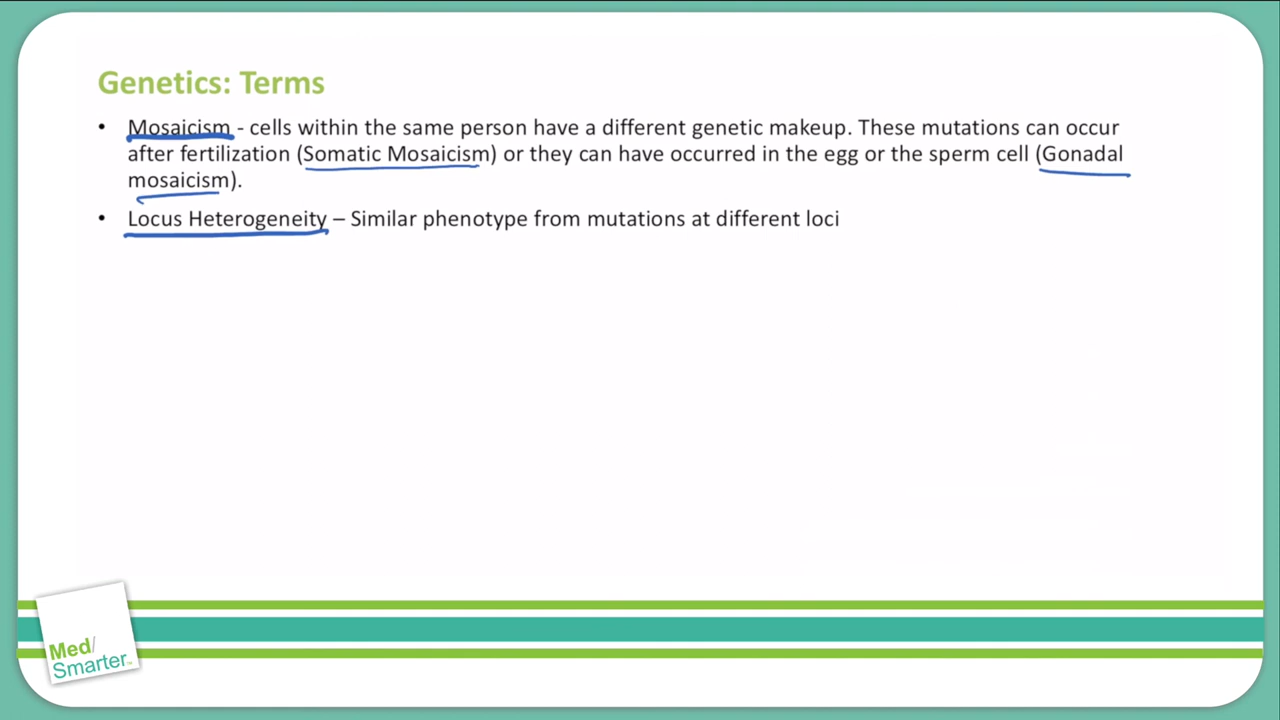 Genetics: Terms
• Mosaicism - cells within the same person have a different genetic makeup. These mutations can occur
after fertilization (Somatic Mosaicism) or they can have occurred in the egg or the sperm cell (Gonadal
mosaicism).
• Locus Heterogeneity – Similar phenotype from mutations at different loci
Med/
Smarter™